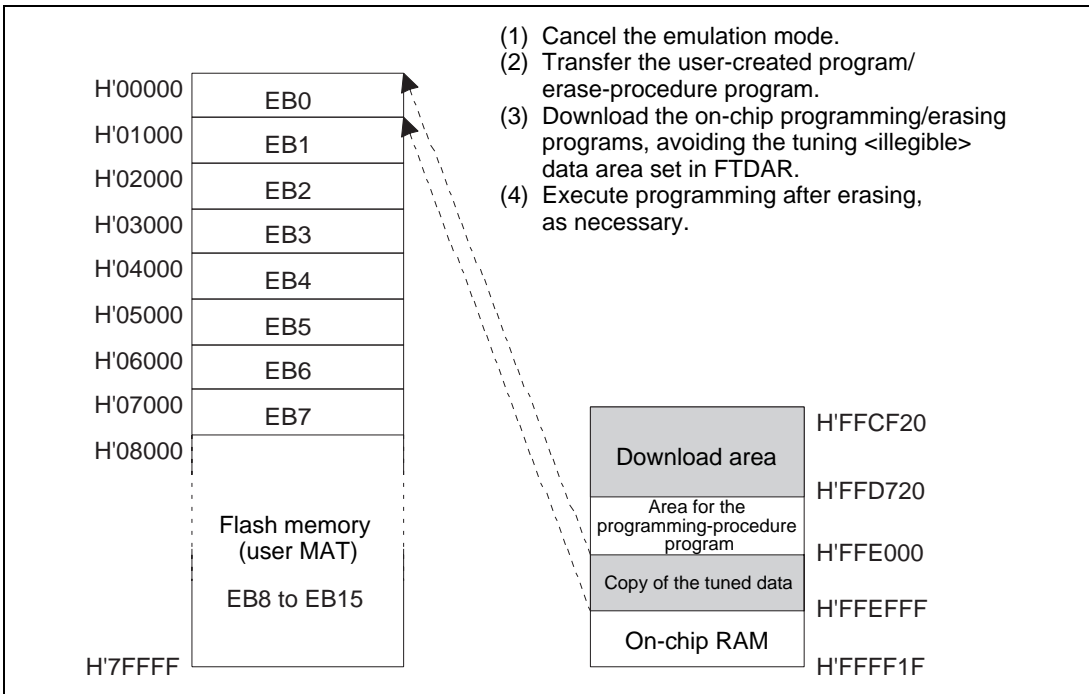 (1) Cancel the emulation mode.
(2) Transfer the user-created program/
erase-procedure program.
(3) Download the on-chip programming/erasing
programs, avoiding the tuning
data area set in FTDAR.
(4) Execute programming after erasing,
as necessary.
H'00000
EB0
H'01000
EB1
H'02000
EB2
H'03000
EB3
H'04000
EB4
H'05000
EB5
H'06000
EB6
H'07000
EB7
H'08000
Flash memory
(user MAT)
EB8 to EB15
H'7FFFF
H'FFCF20
Download area
H'FFD720
Area for the
programming-procedure
program
H'FFE000
Copy of the tuned data
H'FFEFFF
On-chip RAM
H'FFFF1F